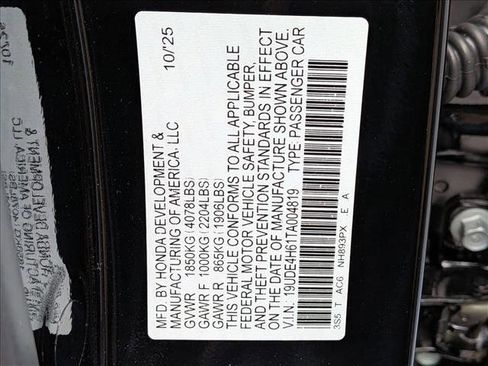 MFD. BY HONDA DEVELOPMENT & 10/'25
MANUFACTURING OF AMERICA, LLC
GVWR 1850KG(4078LBS)
GAWR F 1000KG(2204LBS)
GAWR R 865KG(1906LBS)
THIS VEHICLE CONFORMS TO ALL APPLICABLE
FEDERAL MOTOR VEHICLE SAFETY, BUMPER,
AND THEFT PREVENTION STANDARDS IN EFFECT
ON THE DATE OF MANUFACTURE SHOWN ABOVE.
V.I.N. 19UDE4H61TA004819 TYPE:PASSENGER CAR
3S5 T AC6 NH893PX E A